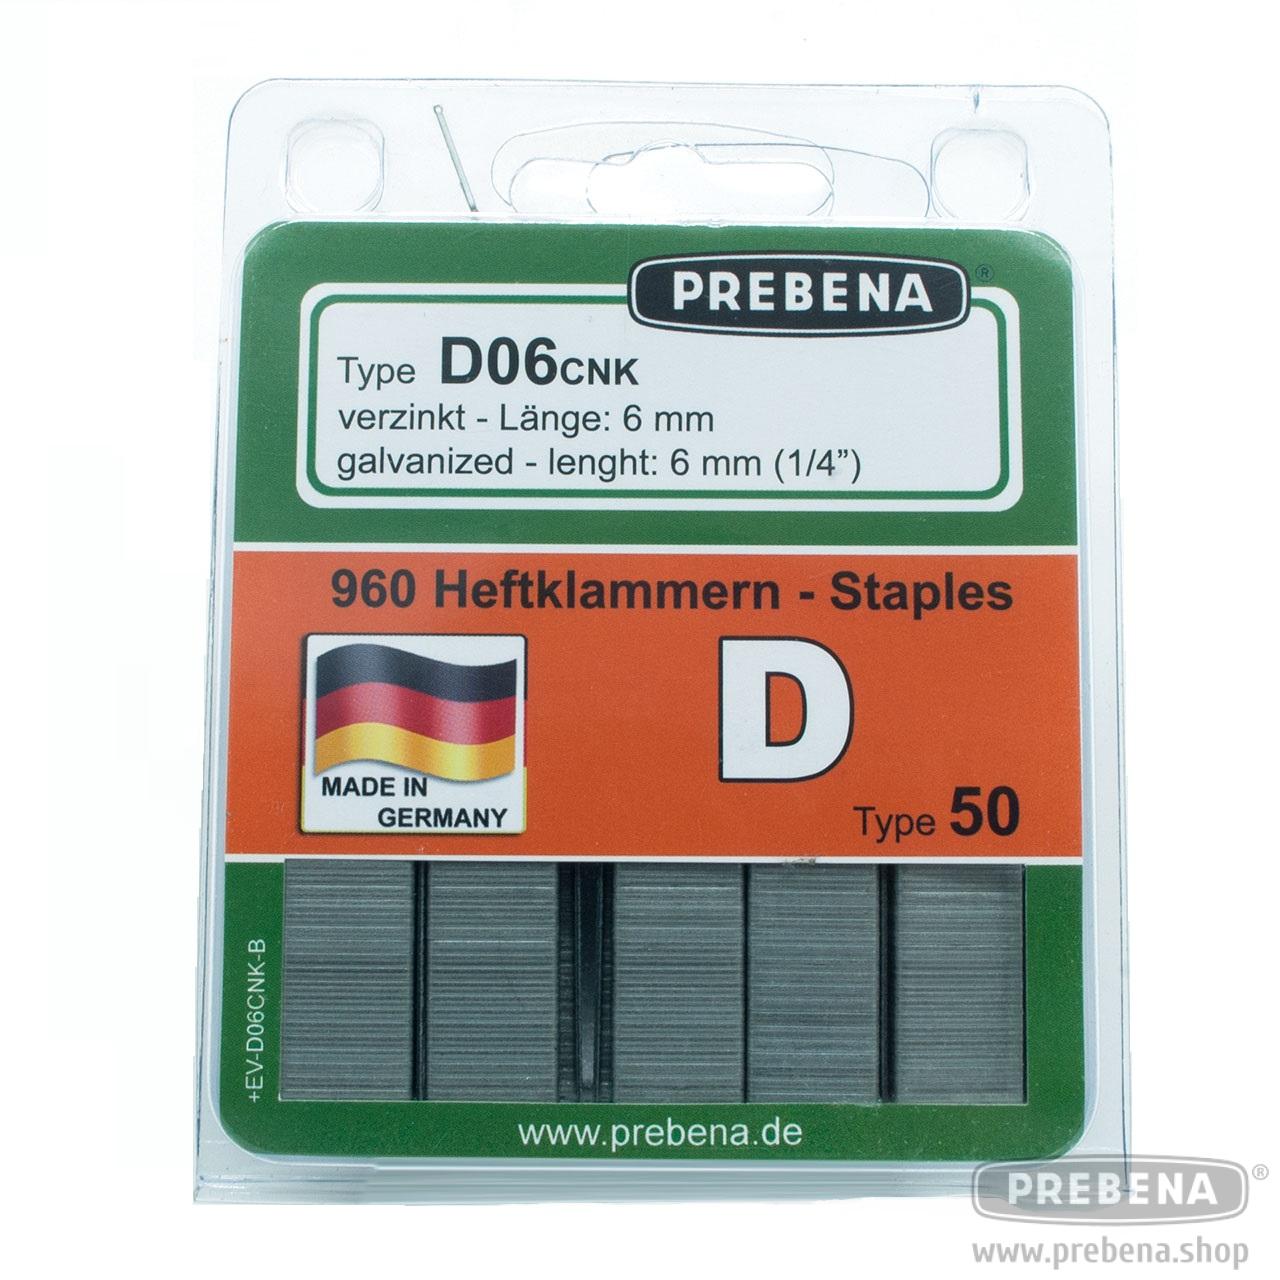 PREBENA ®
Type D06CNK
verzinkt - Länge: 6 mm
galvanized - lenght: 6 mm (1/4”)
960 Heftklammern - Staples
D
MADE IN
GERMANY
Type 50
+EV-D06CNK-B
www.prebena.de
PREBENA ®
www.prebena.shop